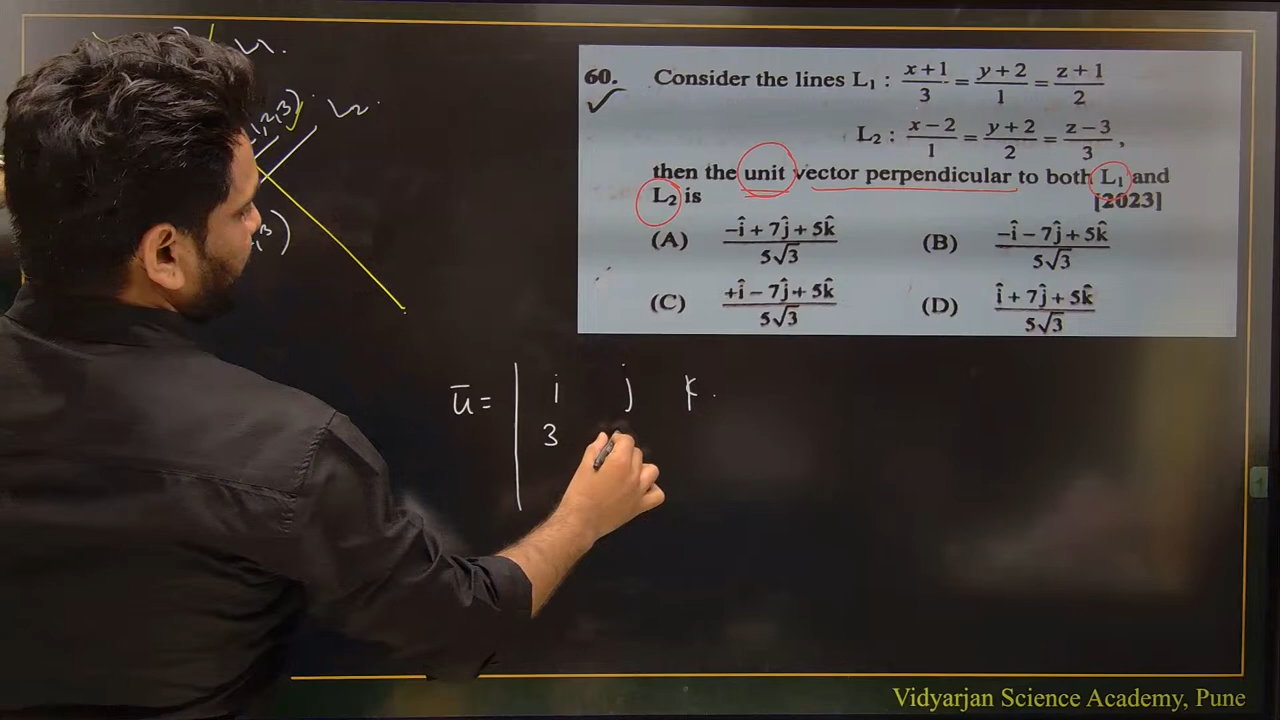 L1.
L2.
60. Consider the lines L₁ : x+1/3 = y+2/1 = z+1/2
L₂ : x−2/1 = y+2/2 = z−3/3 ,
then the unit vector perpendicular to both L₁ and
L₂ is [2023]
(A) −î + 7ĵ + 5k̂ / 5√3 (B) −î − 7ĵ + 5k̂ / 5√3
(C) +î − 7ĵ + 5k̂ / 5√3 (D) î + 7ĵ + 5k̂ / 5√3
ū = | i j k
3
Vidyarjan Science Academy, Pune